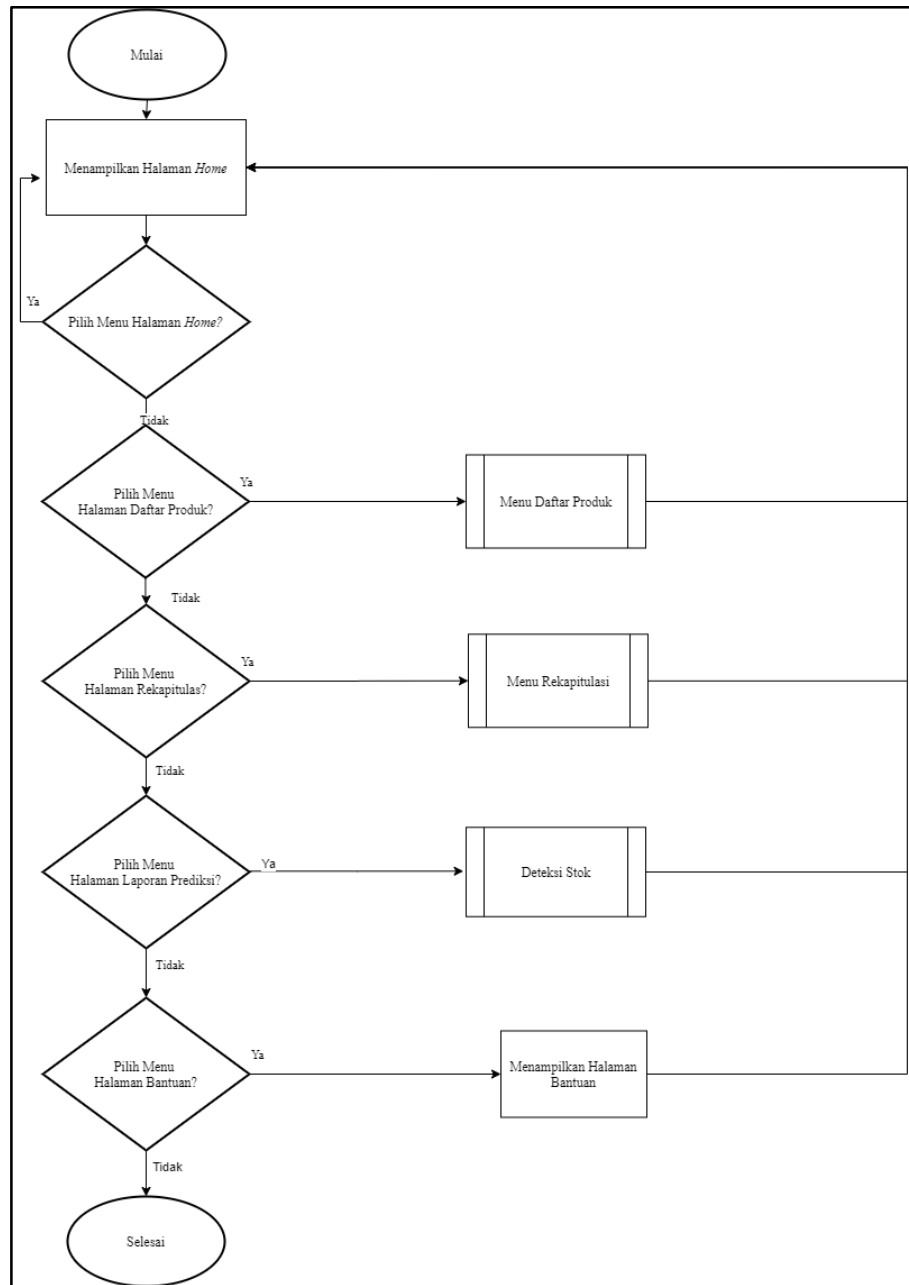 Mulai
Menampilkan Halaman Home
Ya
Pilih Menu Halaman Home?
Tidak
Pilih Menu
Halaman Daftar Produk?
Ya
Menu Daftar Produk
Tidak
Pilih Menu
Halaman Rekapitulas?
Ya
Menu Rekapitulasi
Tidak
Pilih Menu
Halaman Laporan Prediksi?
Ya
Deteksi Stok
Tidak
Pilih Menu
Halaman Bantuan?
Ya
Menampilkan Halaman
Bantuan
Tidak
Selesai